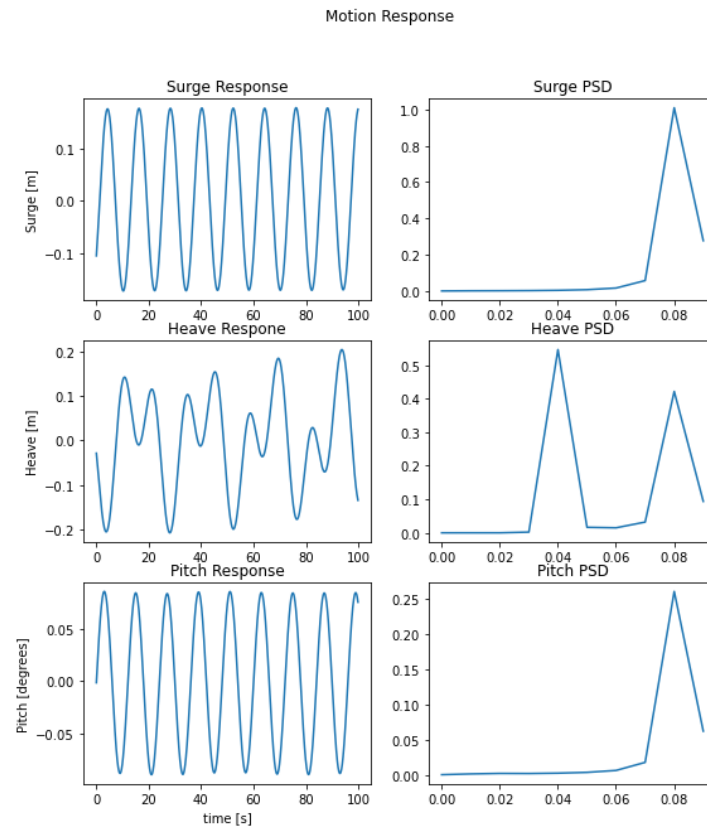 Motion Response
Surge Response
Surge PSD
Surge [m]
0.1
0.0
−0.1
0 20 40 60 80 100
1.0
0.8
0.6
0.4
0.2
0.0
0.00 0.02 0.04 0.06 0.08
Heave Respone
Heave PSD
Heave [m]
0.2
0.1
0.0
−0.1
−0.2
0 20 40 60 80 100
0.5
0.4
0.3
0.2
0.1
0.0
0.00 0.02 0.04 0.06 0.08
Pitch Response
Pitch PSD
Pitch [degrees]
0.05
0.00
−0.05
0 20 40 60 80 100
time [s]
0.25
0.20
0.15
0.10
0.05
0.00
0.00 0.02 0.04 0.06 0.08